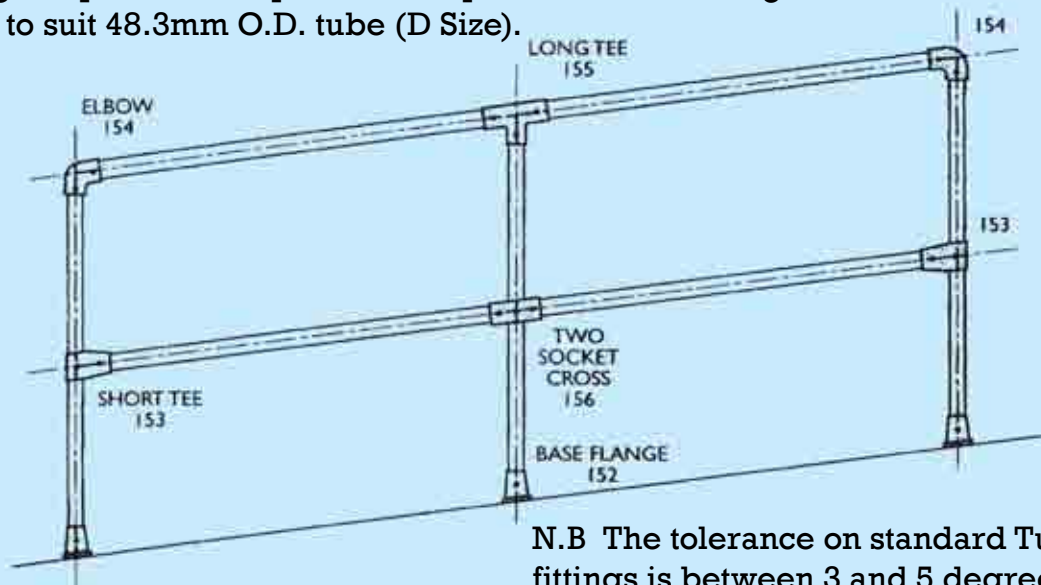 to suit 48.3mm O.D. tube (D Size).
154
LONG TEE
155
ELBOW
154
153
TWO
SOCKET
CROSS
156
SHORT TEE
153
BASE FLANGE
152
N.B The tolerance on standard
fittings is between 3 and 5